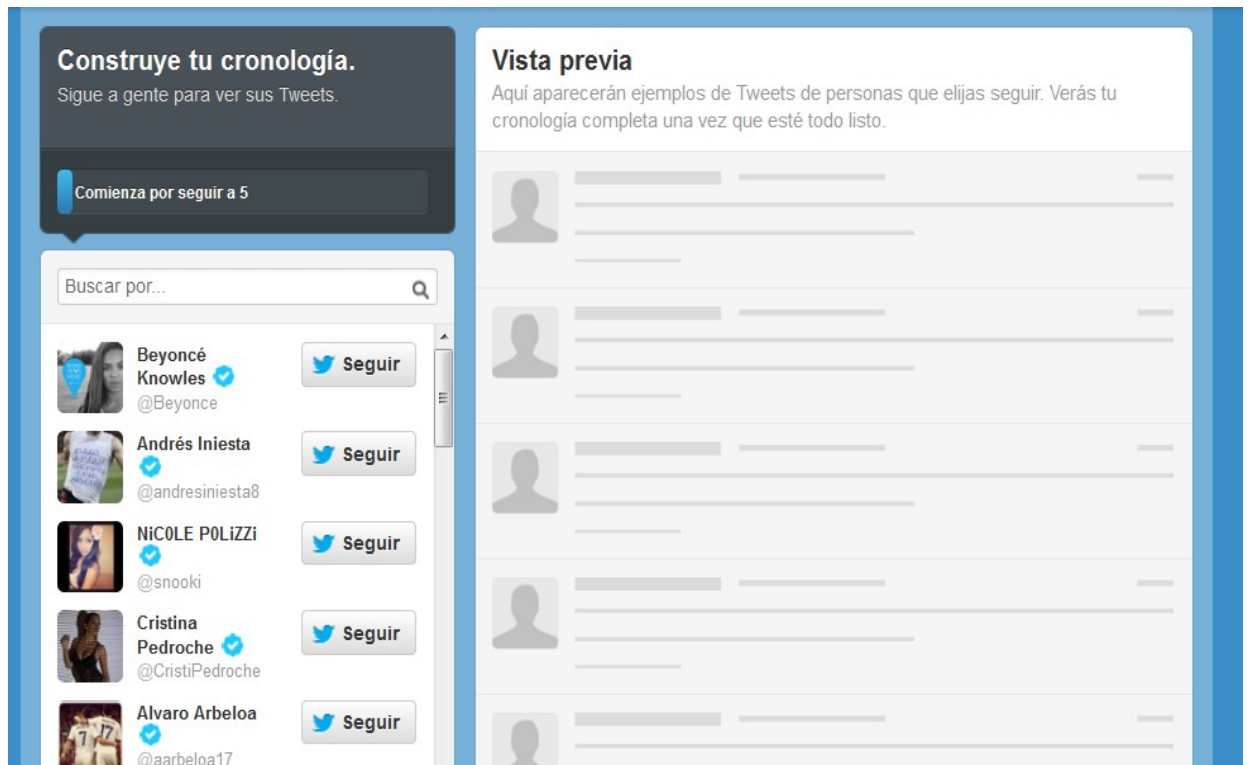 Construye tu cronología.
Sigue a gente para ver sus Tweets.
Comienza por seguir a 5
Buscar por...
Beyoncé
Knowles
@Beyonce
Seguir
Andrés Iniesta
@andresiniesta8
Seguir
NiC0LE P0LiZZi
@snooki
Seguir
Cristina
Pedroche
@CristiPedroche
Seguir
Alvaro Arbeloa
@aarbeloa17
Seguir
7 17
Vista previa
Aquí aparecerán ejemplos de Tweets de personas que elijas seguir. Verás tu
cronología completa una vez que esté todo listo.